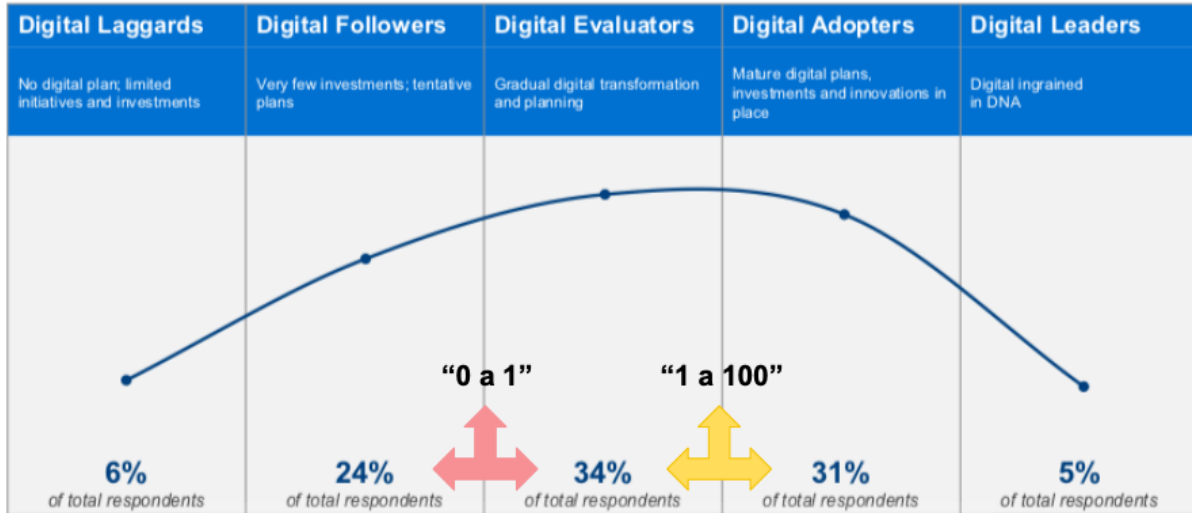 Digital Laggards
No digital plan; limited
initiatives and investments
Digital Followers
Very few investments; tentative
plans
Digital Evaluators
Gradual digital transformation
and planning
Digital Adopters
Mature digital plans,
investments and innovations in
place
Digital Leaders
Digital ingrained
in DNA
“0 a 1”
“1 a 100”
6%
of total respondents
24%
of total respondents
34%
of total respondents
31%
of total respondents
5%
of total respondents